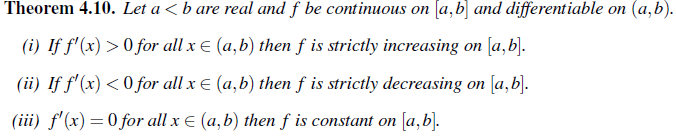 Theorem 4.10. Let a < b are real and f be continuous on [a,b] and differentiable on (a,b).
(i) If f′(x) > 0 for all x ∈ (a,b) then f is strictly increasing on [a,b].
(ii) If f′(x) < 0 for all x ∈ (a,b) then f is strictly decreasing on [a,b].
(iii) f′(x) = 0 for all x ∈ (a,b) then f is constant on [a,b].